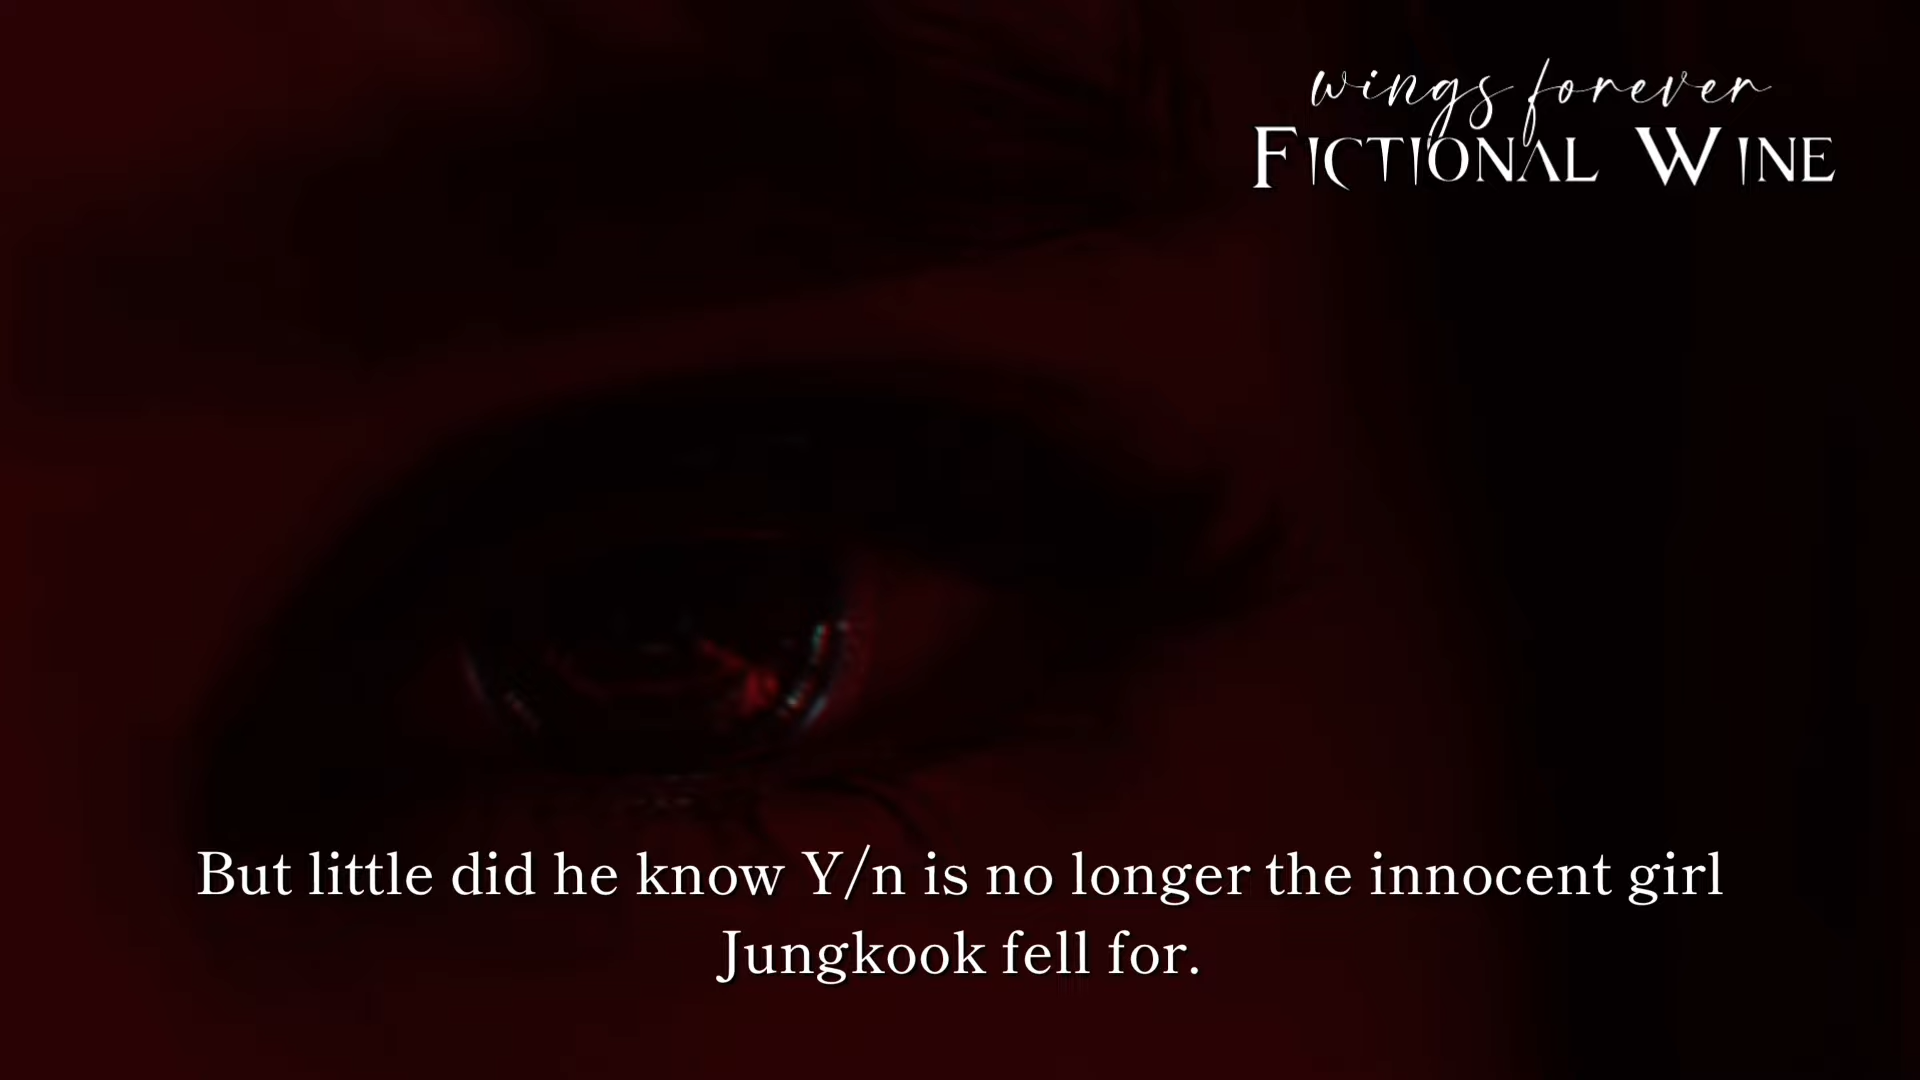 wings forever
FICTIONAL WINE
But little did he know Y/n is no longer the innocent girl
Jungkook fell for.